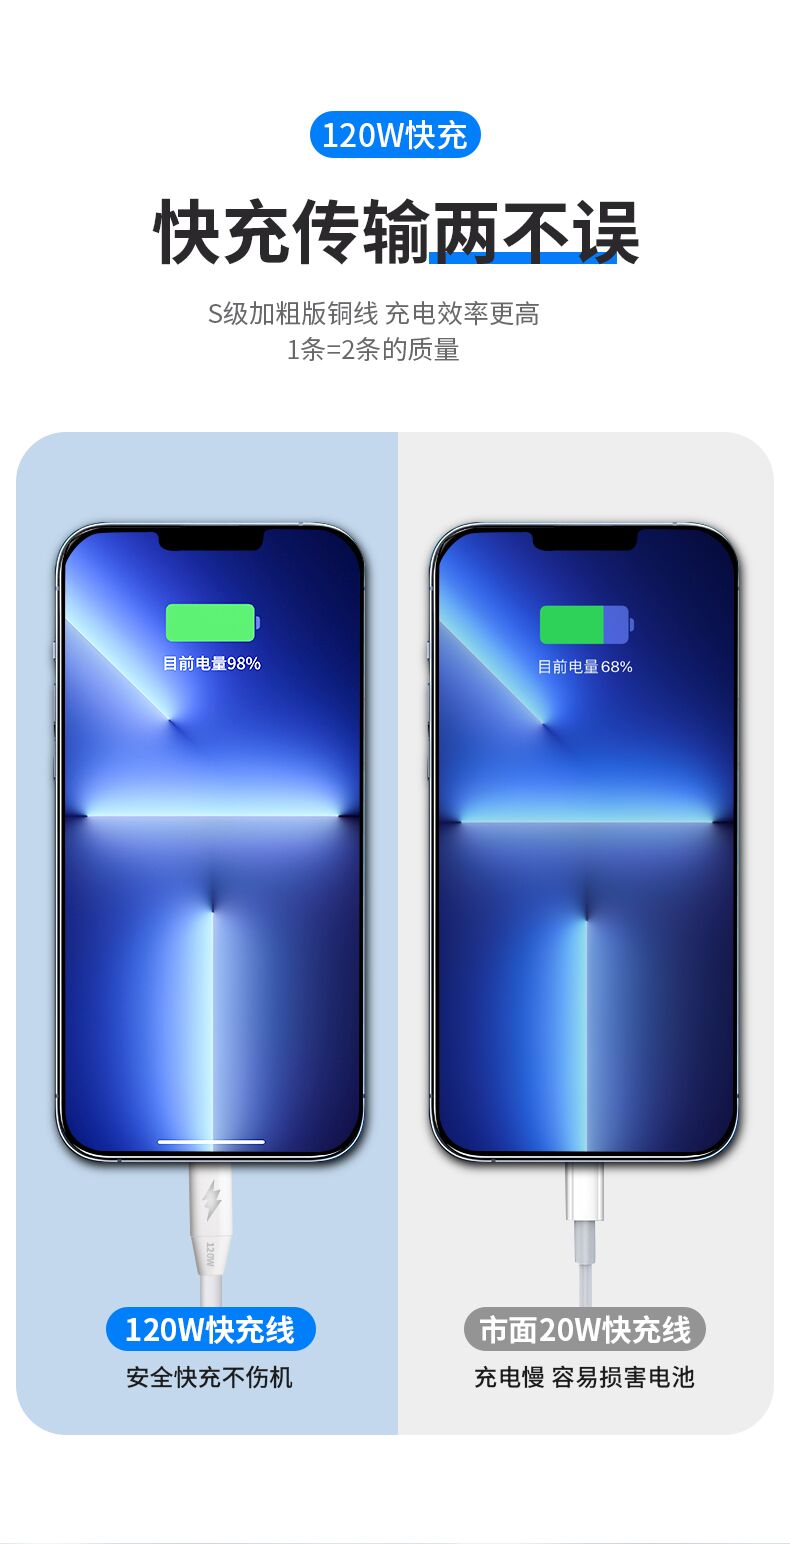 120W快充
快充传输两不误
S级加粗版铜线 充电效率更高
1条=2条的质量
目前电量98%
目前电量68%
120W
120W快充线
市面20W快充线
安全快充不伤机
充电慢 容易损害电池